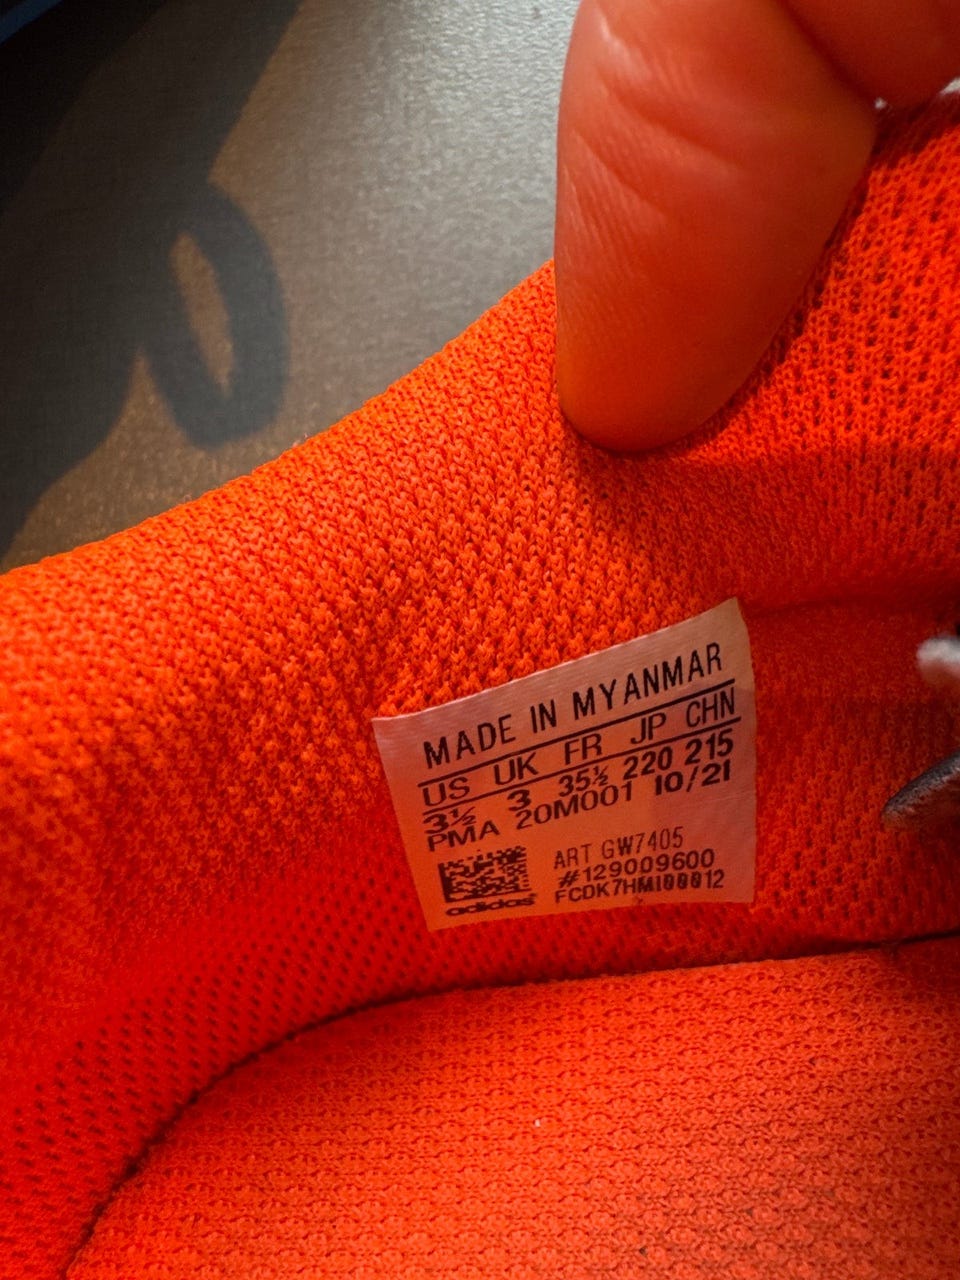 MADE IN MYANMAR
US UK FR JP CHN
3½ 3 35½ 220 215
PMA 20M001 10/21
ART GW7405
#129009600
FCDK7HMI00012
adidas